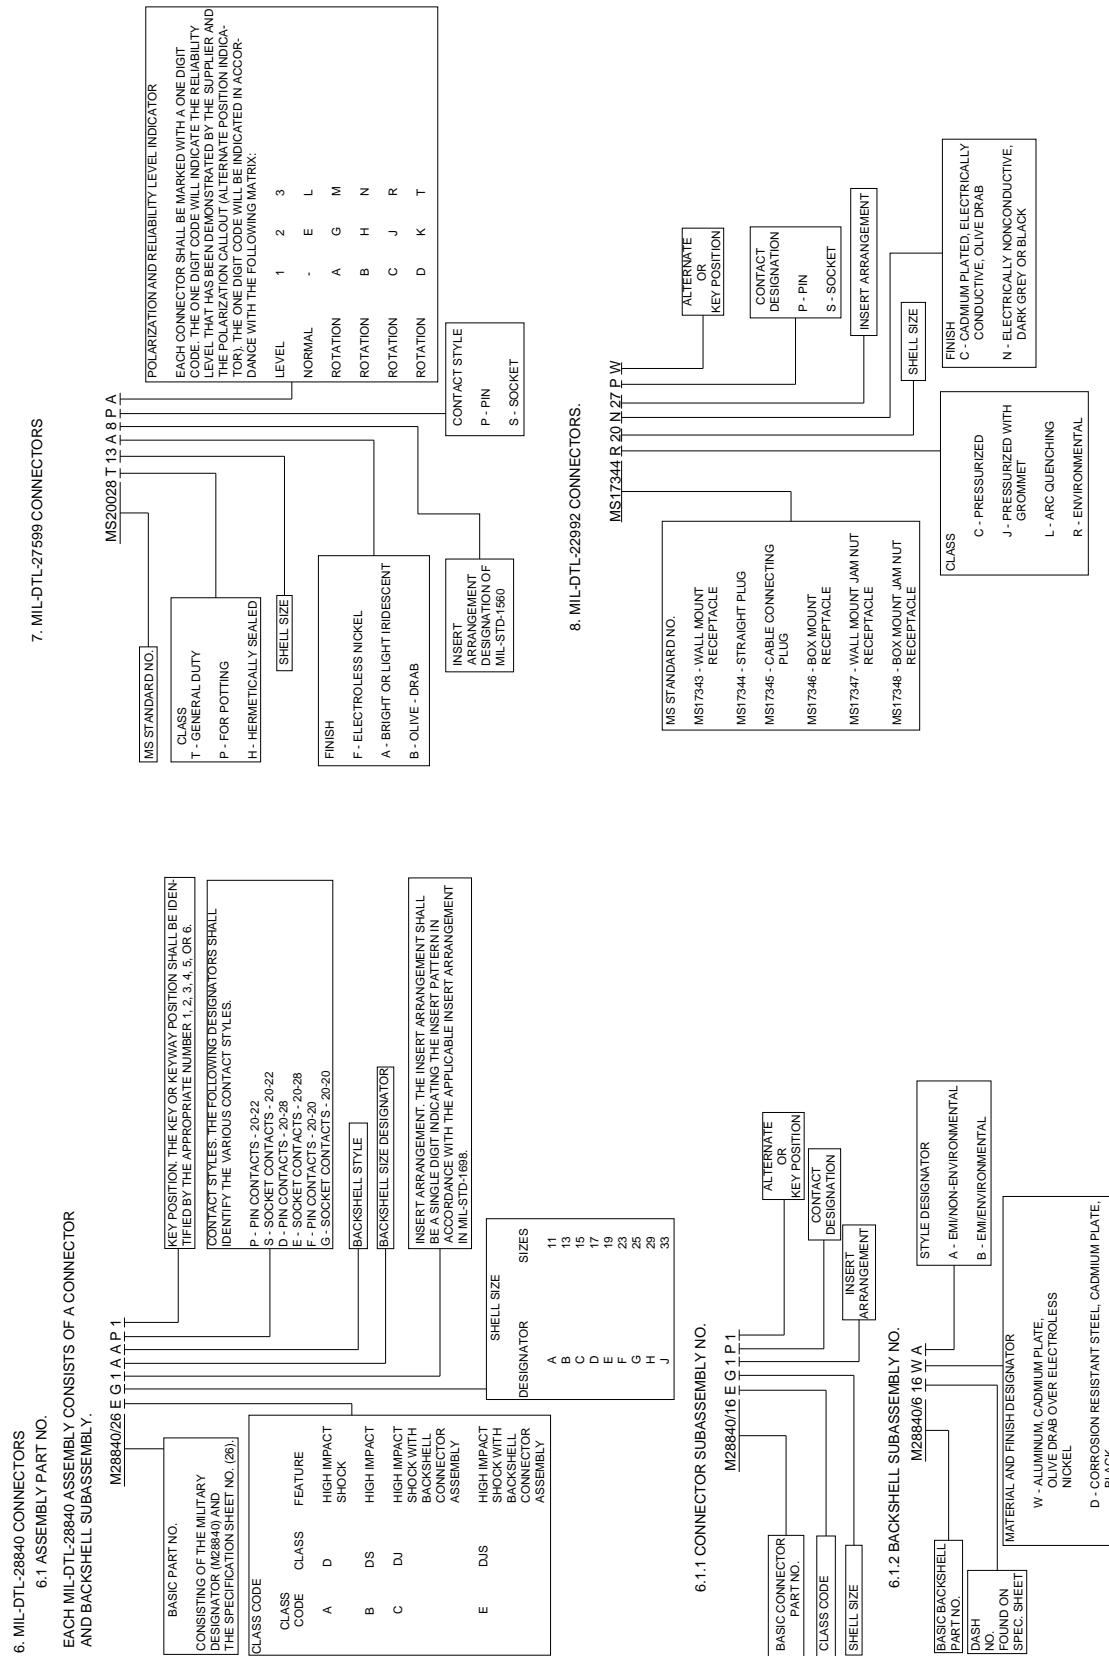 6. MIL-DTL-28840 CONNECTORS
6.1 ASSEMBLY PART NO.
EACH MIL-DTL-28840 ASSEMBLY CONSISTS OF A CONNECTOR
AND BACKSHELL SUBASSEMBLY.
M28840/26 E G 1 A A P 1
BASIC PART NO.
CONSISTING OF THE MILITARY
DESIGNATOR (M28840) AND
THE SPECIFICATION SHEET NO. (26).
CLASS CODE
CLASS
CODE
CLASS
FEATURE
A D HIGH IMPACT
SHOCK
B DS HIGH IMPACT
C DJ HIGH IMPACT
SHOCK WITH
BACKSHELL
CONNECTOR
ASSEMBLY
E DJS HIGH IMPACT
SHOCK WITH
BACKSHELL
CONNECTOR
ASSEMBLY
KEY POSITION. THE KEY OR KEYWAY POSITION SHALL BE IDEN-
TIFIED BY THE APPROPRIATE NUMBER 1, 2, 3, 4, 5, OR 6.
CONTACT STYLES. THE FOLLOWING DESIGNATORS SHALL
IDENTIFY THE VARIOUS CONTACT STYLES.
P - PIN CONTACTS - 20-22
S - SOCKET CONTACTS - 20-22
D - PIN CONTACTS - 20-28
E - SOCKET CONTACTS - 20-28
F - PIN CONTACTS - 20-20
G - SOCKET CONTACTS - 20-20
BACKSHELL STYLE
BACKSHELL SIZE DESIGNATOR
INSERT ARRANGEMENT. THE INSERT ARRANGEMENT SHALL
BE A SINGLE DIGIT INDICATING THE INSERT PATTERN IN
ACCORDANCE WITH THE APPLICABLE INSERT ARRANGEMENT
IN MIL-STD-1698.
SHELL SIZE
DESIGNATOR SIZES
A 11
B 13
C 15
D 17
E 19
F 23
G 25
H 29
J 33
6.1.1 CONNECTOR SUBASSEMBLY NO.
M28840/16 E G 1 P 1
BASIC CONNECTOR
PART NO.
CLASS CODE
SHELL SIZE
ALTERNATE
OR
KEY POSITION
CONTACT
DESIGNATION
INSERT
ARRANGEMENT
6.1.2 BACKSHELL SUBASSEMBLY NO.
M28840/6 16 W A
BASIC BACKSHELL
PART NO.
DASH
NO.
FOUND ON
SPEC. SHEET
STYLE DESIGNATOR
A - EMI/NON-ENVIRONMENTAL
B - EMI/ENVIRONMENTAL
MATERIAL AND FINISH DESIGNATOR
W - ALUMINUM, CADMIUM PLATE,
OLIVE DRAB OVER ELECTROLESS
NICKEL
D - CORROSION RESISTANT STEEL, CADMIUM PLATE,
BLACK
7. MIL-DTL-27599 CONNECTORS
MS20028 T 13 A 8 P A
MS STANDARD NO.
CLASS
T - GENERAL DUTY
P - FOR POTTING
H - HERMETICALLY SEALED
SHELL SIZE
FINISH
F - ELECTROLESS NICKEL
A - BRIGHT OR LIGHT IRIDESCENT
B - OLIVE - DRAB
INSERT
ARRANGEMENT
DESIGNATION OF
MIL-STD-1560
POLARIZATION AND RELIABILITY LEVEL INDICATOR
EACH CONNECTOR SHALL BE MARKED WITH A ONE DIGIT
CODE. THE ONE DIGIT CODE WILL INDICATE THE RELIABILITY
LEVEL THAT HAS BEEN DEMONSTRATED BY THE SUPPLIER AND
THE POLARIZATION CALLOUT (ALTERNATE POSITION INDICA-
TOR). THE ONE DIGIT CODE WILL BE INDICATED IN ACCOR-
DANCE WITH THE FOLLOWING MATRIX:
LEVEL 1 2 3
NORMAL - E L
ROTATION A G M
ROTATION B H N
ROTATION C J R
ROTATION D K T
CONTACT STYLE
P - PIN
S - SOCKET
8. MIL-DTL-22992 CONNECTORS.
MS17344 R 20 N 27 P W
MS STANDARD NO.
MS17343 - WALL MOUNT
RECEPTACLE
MS17344 - STRAIGHT PLUG
MS17345 - CABLE CONNECTING
PLUG
MS17346 - BOX MOUNT
RECEPTACLE
MS17347 - WALL MOUNT JAM NUT
RECEPTACLE
MS17348 - BOX MOUNT JAM NUT
RECEPTACLE
ALTERNATE
OR
KEY POSITION
CONTACT
DESIGNATION
P - PIN
S - SOCKET
INSERT ARRANGEMENT
SHELL SIZE
FINISH
C - CADMIUM PLATED, ELECTRICALLY
CONDUCTIVE, OLIVE DRAB
N - ELECTRICALLY NONCONDUCTIVE,
DARK GREY OR BLACK
CLASS
C - PRESSURIZED
J - PRESSURIZED WITH
GROMMET
L - ARC QUENCHING
R - ENVIRONMENTAL